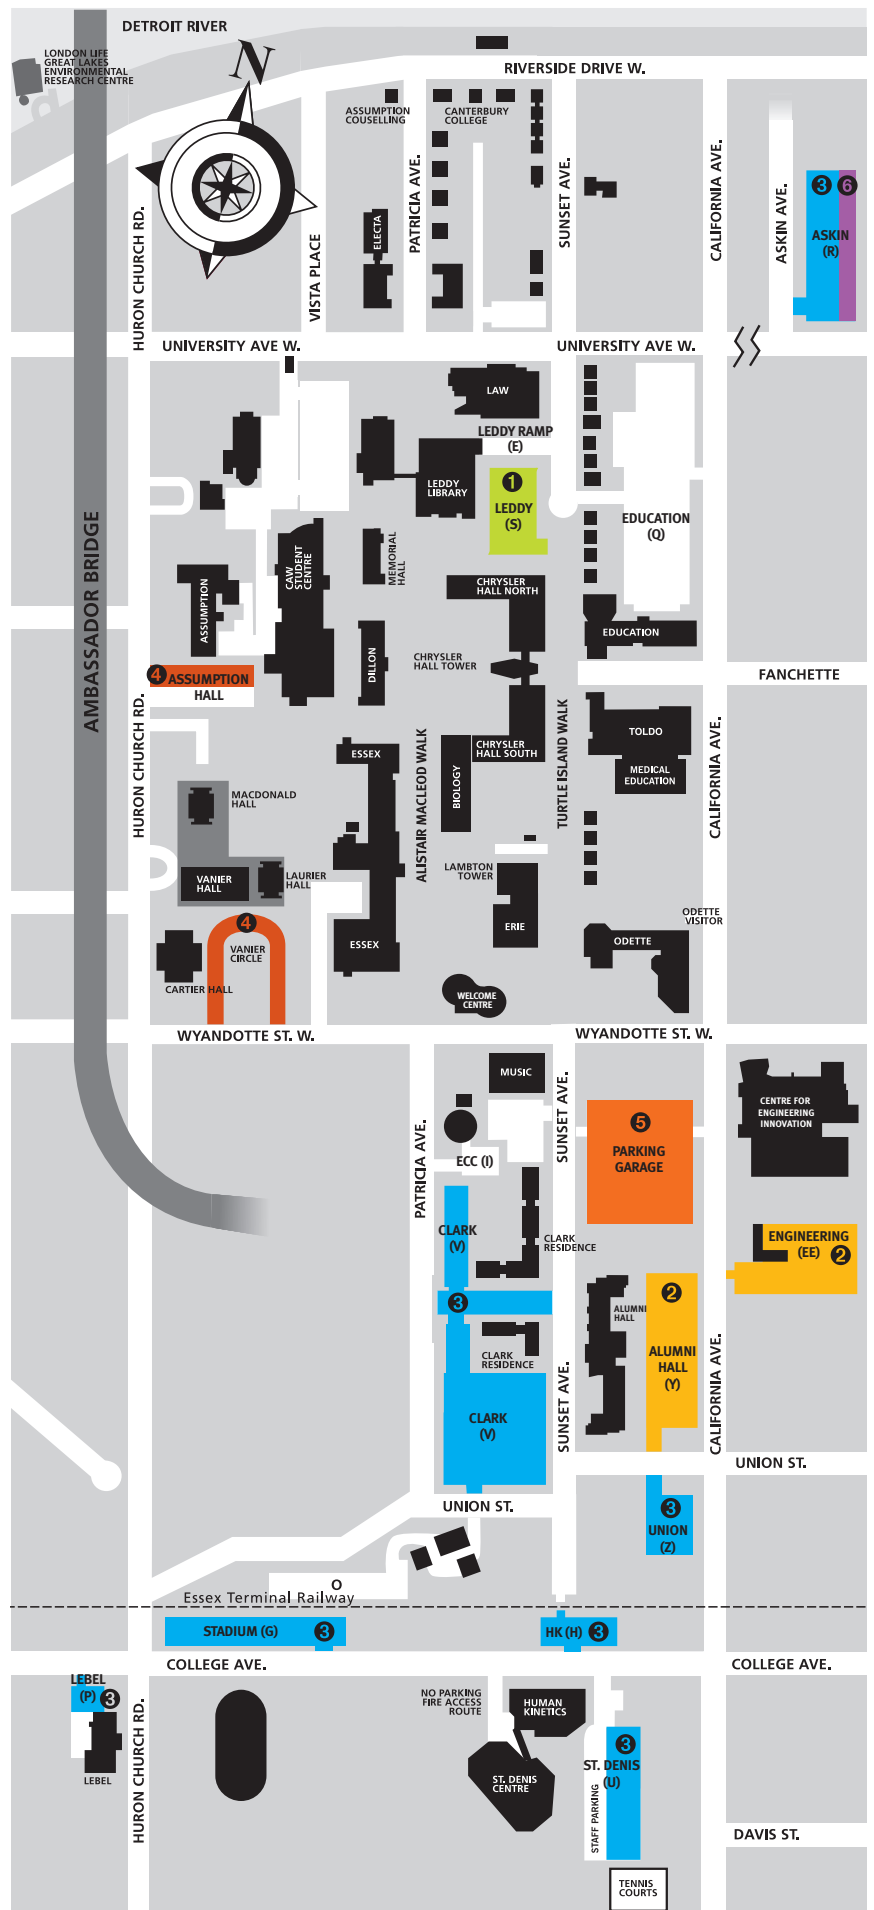 DETROIT RIVER
LONDON LIFE
GREAT LAKES
ENVIRONMENTAL
RESEARCH CENTRE
N
RIVERSIDE DRIVE W.
ASSUMPTION
COUSELLING
CANTERBURY
COLLEGE
HURON CHURCH RD.
VISTA PLACE
ELECTA
PATRICIA AVE.
SUNSET AVE.
CALIFORNIA AVE.
ASKIN AVE.
3
6
ASKIN
(R)
UNIVERSITY AVE W.
UNIVERSITY AVE W.
LAW
LEDDY RAMP
(E)
LEDDY
LIBRARY
1
LEDDY
(S)
EDUCATION
(Q)
AMBASSADOR BRIDGE
CAW
STUDENT
CENTRE
MEMORIAL
HALL
CHRYSLER
HALL NORTH
ASSUMPTION
DILLON
EDUCATION
CHRYSLER
HALL TOWER
4
ASSUMPTION
HALL
FANCHETTE
HURON CHURCH RD.
ESSEX
ALISTAIR MACLEOD WALK
CHRYSLER
HALL SOUTH
BIOLOGY
TURTLE ISLAND WALK
TOLDO
MEDICAL
EDUCATION
CALIFORNIA AVE.
MACDONALD
HALL
VANIER
HALL
LAURIER
HALL
LAMBTON
TOWER
ERIE
4
VANIER
CIRCLE
CARTIER HALL
ESSEX
ODETTE
VISITOR
ODETTE
WELCOME
CENTRE
WYANDOTTE ST. W.
WYANDOTTE ST. W.
MUSIC
PATRICIA AVE.
SUNSET AVE.
ECC (I)
5
PARKING
GARAGE
CENTRE FOR
ENGINEERING
INNOVATION
CLARK
(V)
CLARK
RESIDENCE
ENGINEERING
(EE)
2
3
ALUMNI
HALL
2
CLARK
RESIDENCE
ALUMNI
HALL
(Y)
CALIFORNIA AVE.
CLARK
(V)
SUNSET AVE.
UNION ST.
UNION ST.
3
UNION
(Z)
O
Essex Terminal Railway
STADIUM (G)
3
HK (H)
3
COLLEGE AVE.
COLLEGE AVE.
LEBEL
(P)
3
LEBEL
HURON CHURCH RD.
NO PARKING
FIRE ACCESS
ROUTE
HUMAN
KINETICS
ST. DENIS
CENTRE
3
ST. DENIS
(U)
STAFF PARKING
DAVIS ST.
TENNIS
COURTS